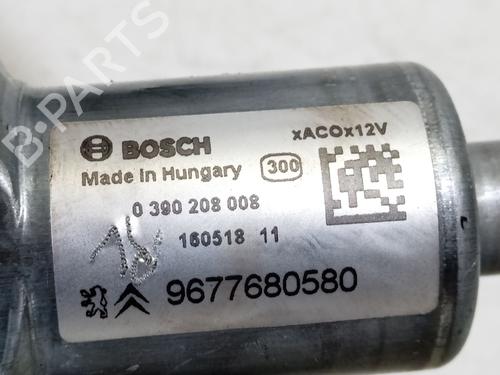 BOSCH
xACOx12V
Made in Hungary 300
0 390 208 008
160518 11
9677680580
B-PARTS